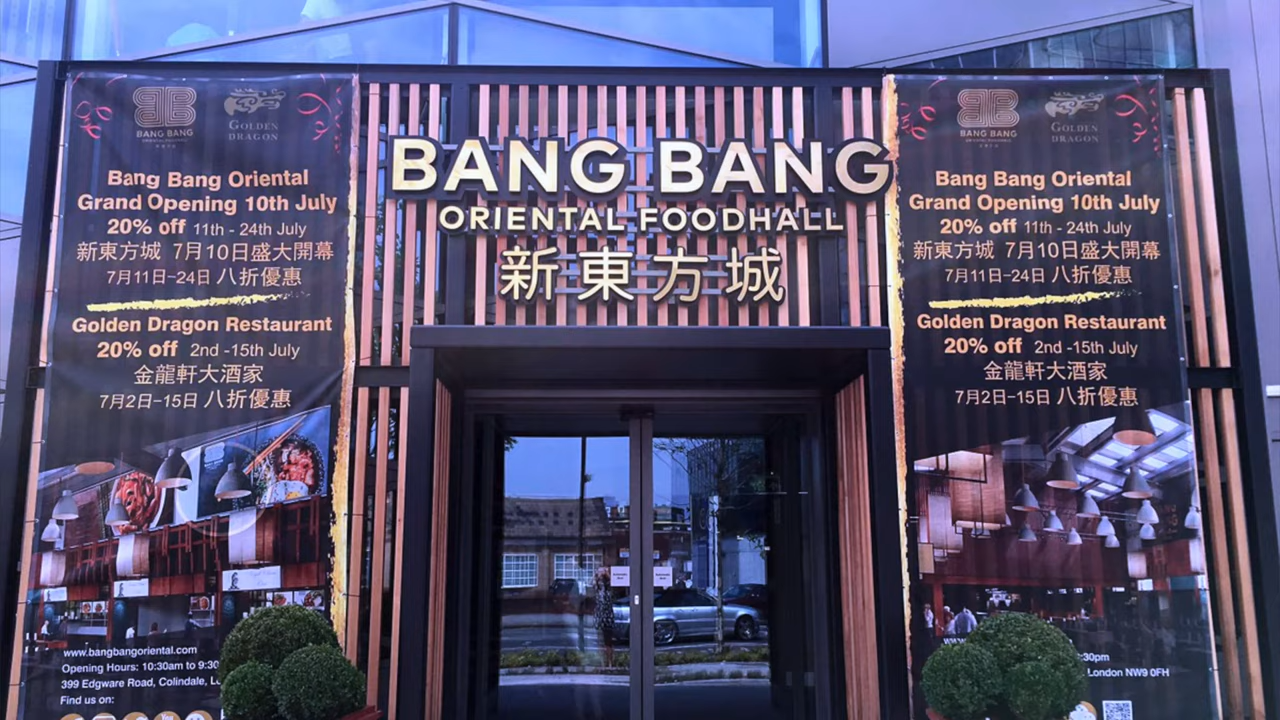 BANG BANG
ORIENTAL FOODHALL
新東方城
BANG BANG
GOLDEN
DRAGON
Bang Bang Oriental
Grand Opening 10th July
20% off 11th - 24th July
新東方城 7月10日盛大開幕
7月11日-24日 八折優惠
Golden Dragon Restaurant
20% off 2nd -15th July
金龍軒大酒家
7月2日-15日 八折優惠
www.bangbangoriental.com
Opening Hours: 10:30am to 9:30
399 Edgware Road, Colindale,
Find us on:
BANG BANG
GOLDEN
DRAGON
Bang Bang Oriental
Grand Opening 10th July
20% off 11th - 24th July
新東方城 7月10日盛大開幕
7月11日-24日 八折優惠
Golden Dragon Restaurant
20% off 2nd -15th July
金龍軒大酒家
7月2日-15日 八折優惠
:30pm
London NW9 0FH